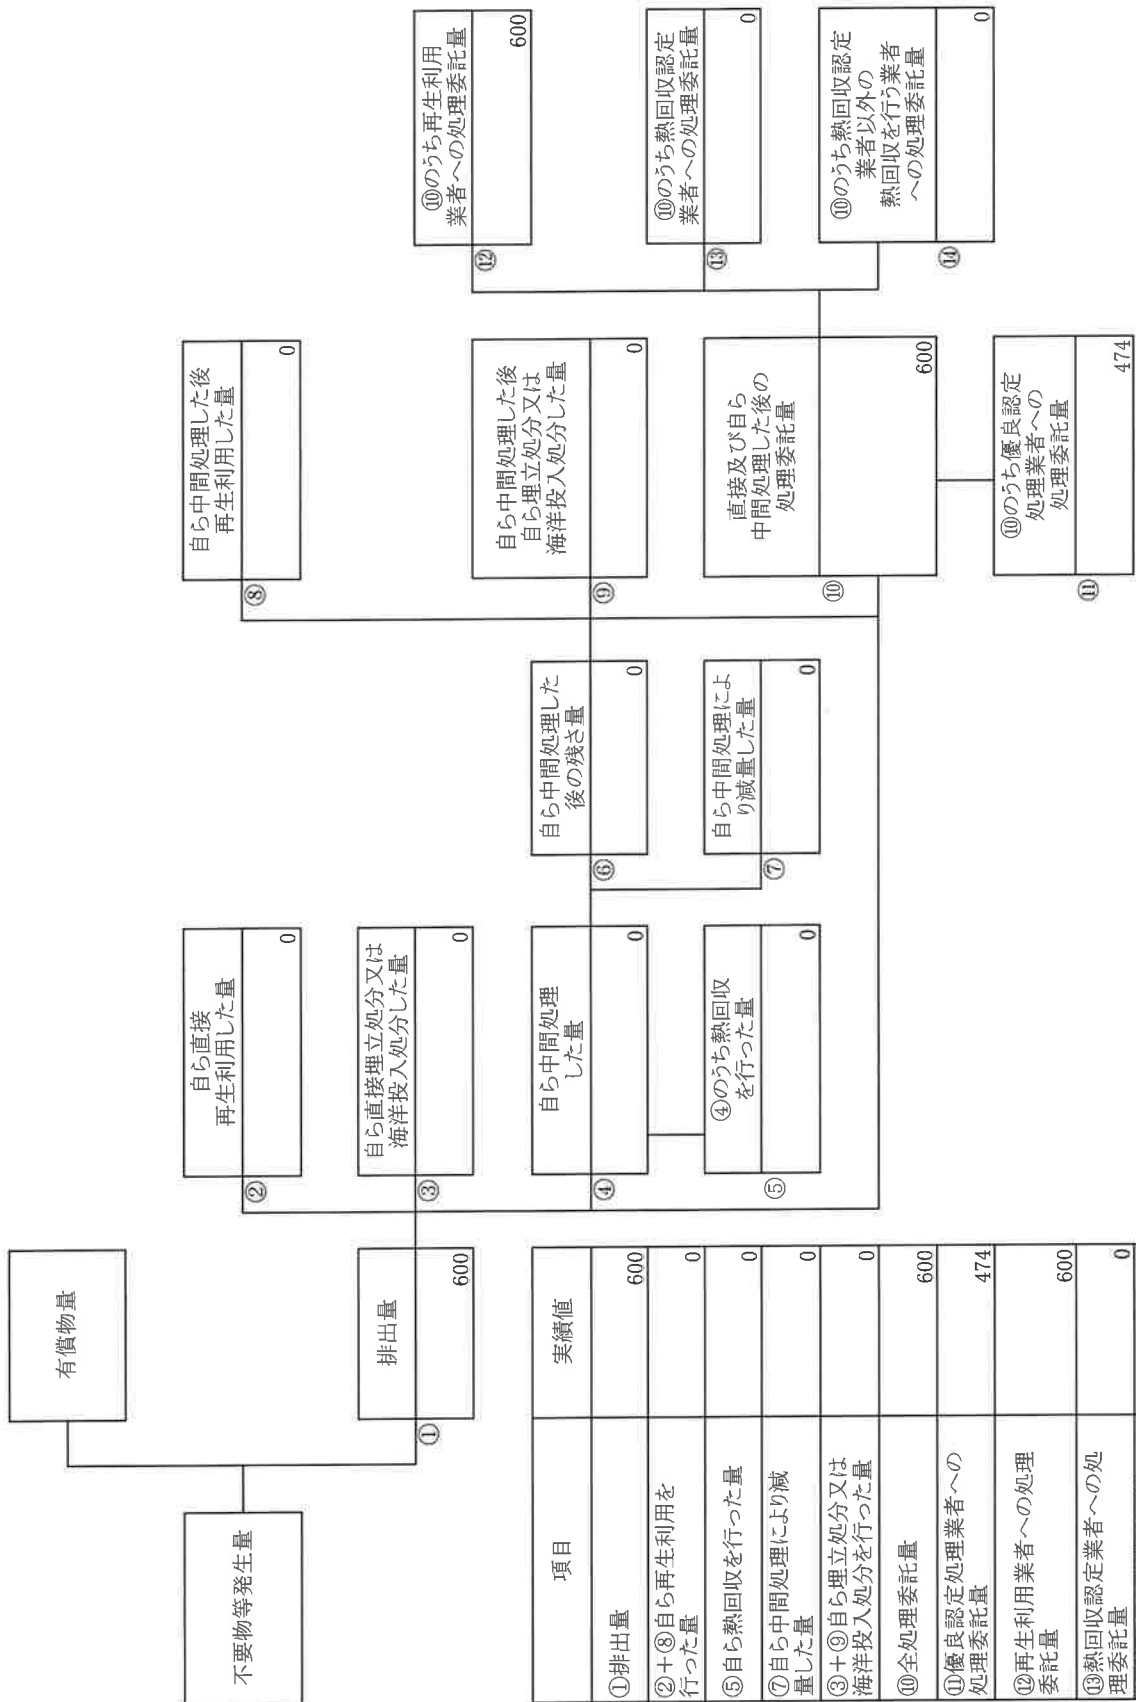 不要物等発生量
有償物量
排出量
①
600
②
自ら直接
再生利用した量
0
③
自ら直接埋立処分又は
海洋投入処分した量
0
④
自ら中間処理
した量
0
⑤
④のうち熱回収
を行った量
0
⑥
自ら中間処理した
後の残さ量
0
⑦
自ら中間処理によ
り減量した量
0
⑧
自ら中間処理した後
再生利用した量
0
⑨
自ら中間処理した後
自ら埋立処分又は
海洋投入処分した量
0
⑩
直接及び自ら
中間処理した後の
処理委託量
600
⑪
⑩のうち優良認定
処理業者への
処理委託量
474
⑫
⑩のうち再生利用
業者への処理委託量
600
⑬
⑩のうち熱回収認定
業者への処理委託量
0
⑭
⑩のうち熱回収認定
業者以外の
熱回収を行う業者
への処理委託量
0
項目 実績値
①排出量 600
②+⑧自ら再生利用を
行った量 0
⑤自ら熱回収を行った量 0
⑦自ら中間処理により減
量した量 0
③+⑨自ら埋立処分又は
海洋投入処分を行った量 0
⑩全処理委託量 600
⑪優良認定処理業者への
処理委託量 474
⑫再生利用業者への処理
委託量 600
⑬熱回収認定業者への処
理委託量 0